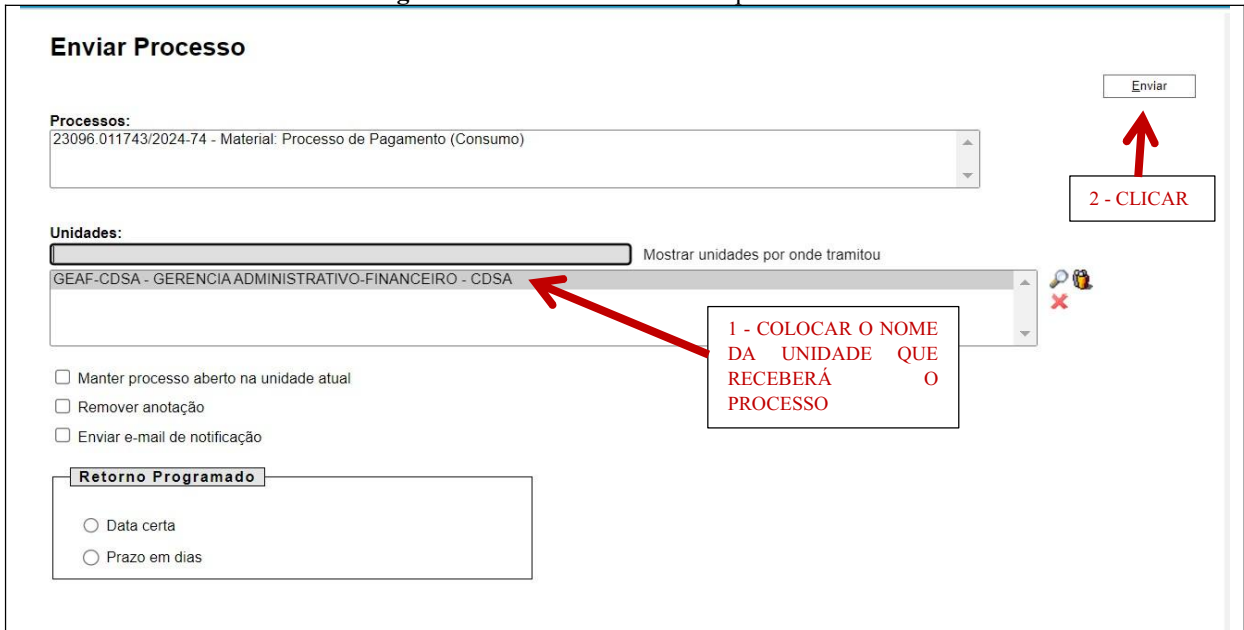 Enviar Processo
Enviar
Processos:
23096.011743/2024-74 - Material: Processo de Pagamento (Consumo)
2 - CLICAR
Unidades:
Mostrar unidades por onde tramitou
GEAF-CDSA - GERENCIA ADMINISTRATIVO-FINANCEIRO - CDSA
1 - COLOCAR O NOME
DA UNIDADE QUE
RECEBERÁ O
PROCESSO
Manter processo aberto na unidade atual
Remover anotação
Enviar e-mail de notificação
Retorno Programado
Data certa
Prazo em dias